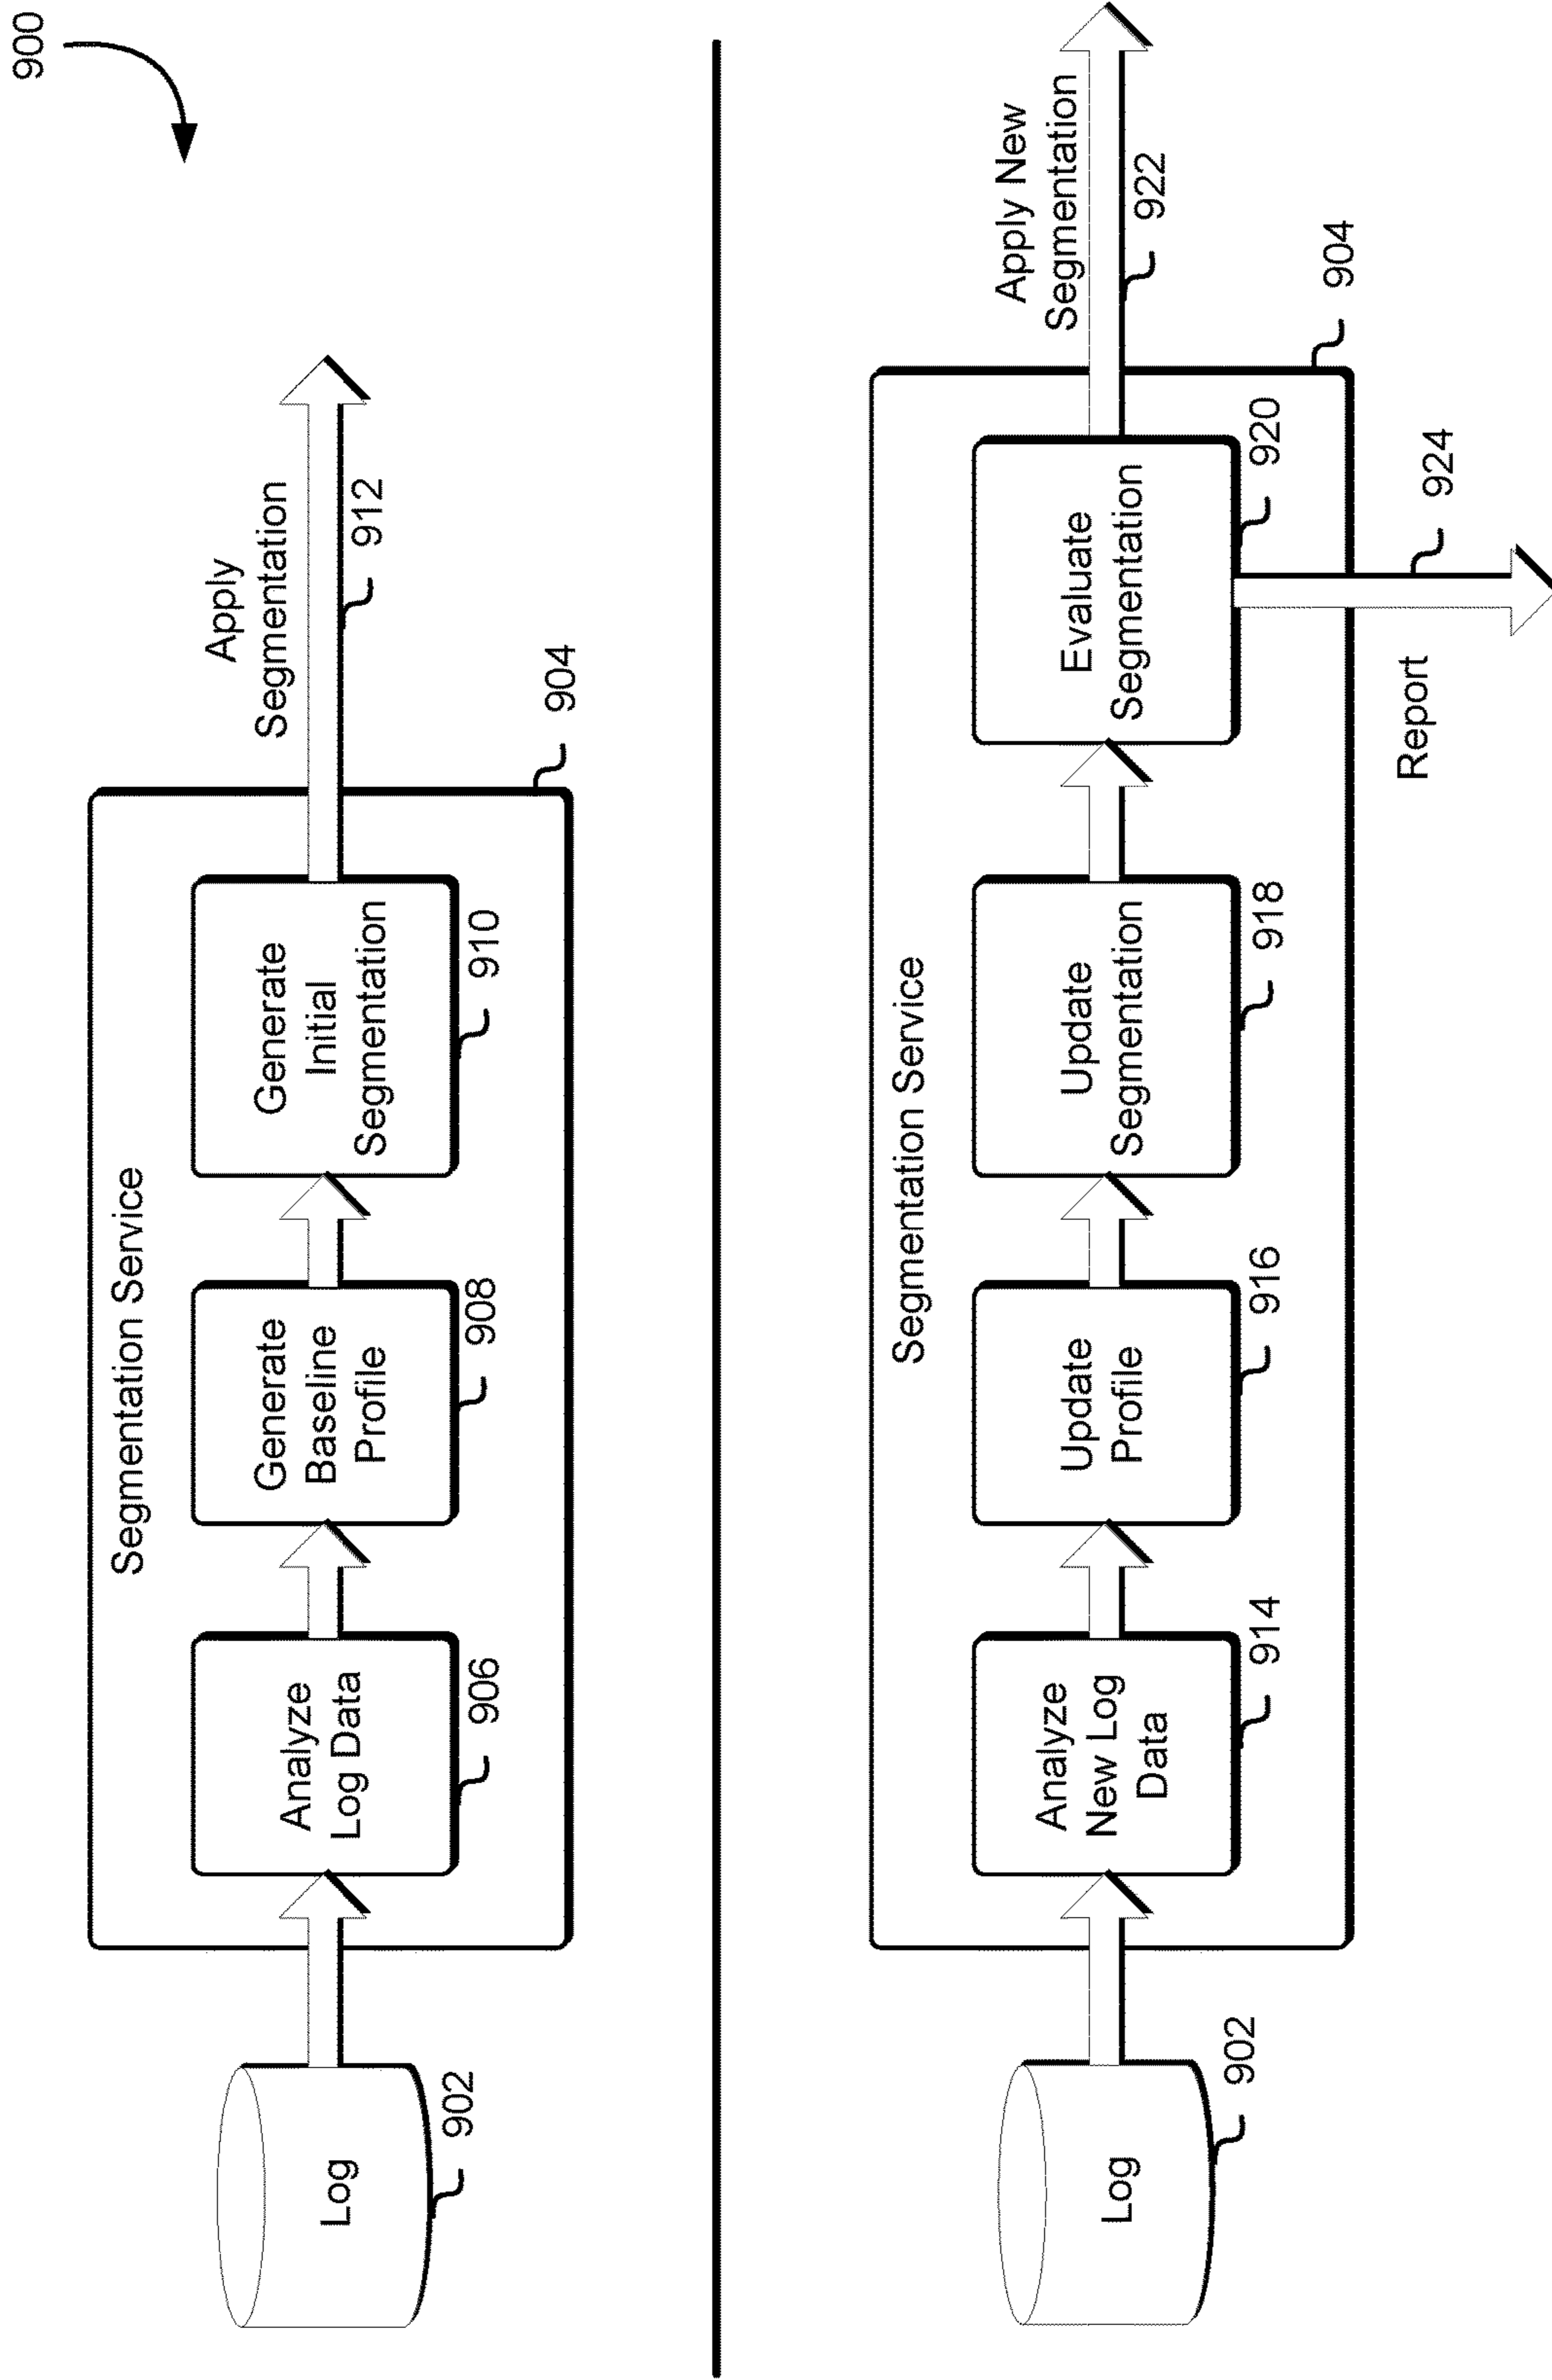 900
Segmentation Service
Log
902
Analyze
Log Data
906
Generate
Baseline
Profile
908
Generate
Initial
Segmentation
910
Apply
Segmentation
912
904
Segmentation Service
Log
902
Analyze
New Log
Data
914
Update
Profile
916
Update
Segmentation
918
Evaluate
Segmentation
920
Apply New
Segmentation
922
904
Report
924